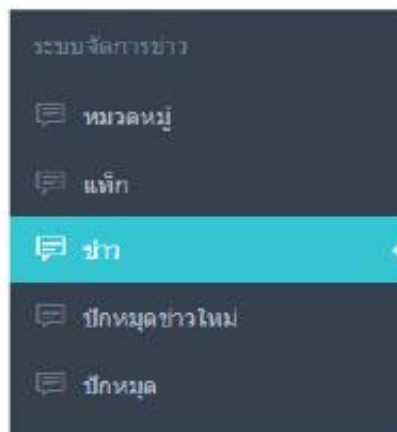 ระบบจัดการข่าว
หมวดหมู่
แท็ก
ข่าว
ปักหมุดข่าวใหม่
ปักหมุด